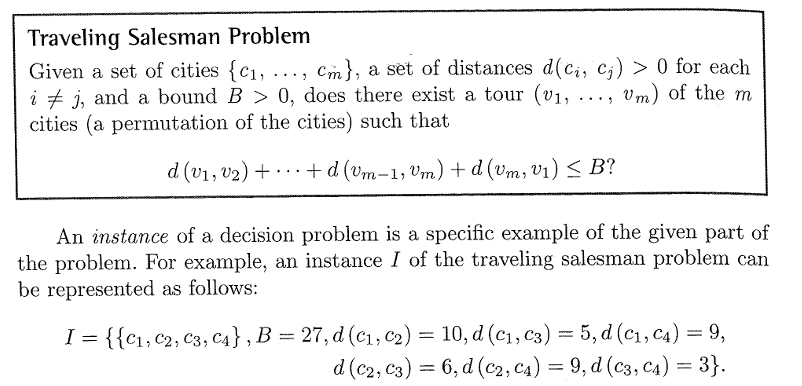 Traveling Salesman Problem
Given a set of cities {c₁, ..., cₘ}, a set of distances d(cᵢ, cⱼ) > 0 for each
i ≠ j, and a bound B > 0, does there exist a tour (v₁, ..., vₘ) of the m
cities (a permutation of the cities) such that
d (v₁, v₂) + ··· + d (vₘ₋₁, vₘ) + d (vₘ, v₁) ≤ B?
An instance of a decision problem is a specific example of the given part of
the problem. For example, an instance I of the traveling salesman problem can
be represented as follows:
I = {{c₁, c₂, c₃, c₄} , B = 27, d (c₁, c₂) = 10, d (c₁, c₃) = 5, d (c₁, c₄) = 9,
d (c₂, c₃) = 6, d (c₂, c₄) = 9, d (c₃, c₄) = 3}.